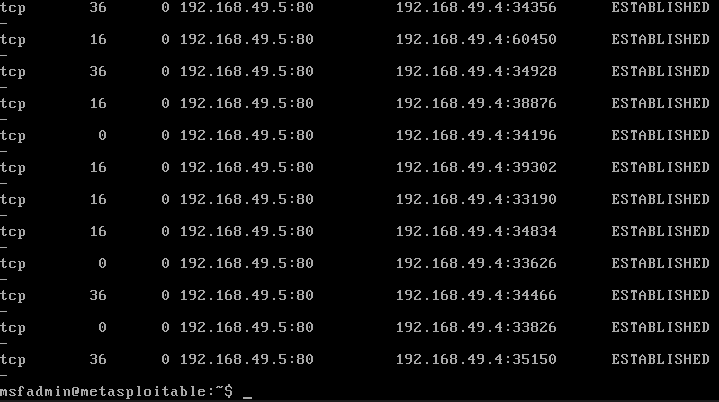 tcp 36 0 192.168.49.5:80 192.168.49.4:34356 ESTABLISHED
-
tcp 16 0 192.168.49.5:80 192.168.49.4:60450 ESTABLISHED
-
tcp 36 0 192.168.49.5:80 192.168.49.4:34928 ESTABLISHED
-
tcp 16 0 192.168.49.5:80 192.168.49.4:38876 ESTABLISHED
-
tcp 0 0 192.168.49.5:80 192.168.49.4:34196 ESTABLISHED
-
tcp 16 0 192.168.49.5:80 192.168.49.4:39302 ESTABLISHED
-
tcp 16 0 192.168.49.5:80 192.168.49.4:33190 ESTABLISHED
-
tcp 16 0 192.168.49.5:80 192.168.49.4:34834 ESTABLISHED
-
tcp 0 0 192.168.49.5:80 192.168.49.4:33626 ESTABLISHED
-
tcp 36 0 192.168.49.5:80 192.168.49.4:34466 ESTABLISHED
-
tcp 0 0 192.168.49.5:80 192.168.49.4:33826 ESTABLISHED
-
tcp 36 0 192.168.49.5:80 192.168.49.4:35150 ESTABLISHED
-
msfadmin@metasploitable:~$ _